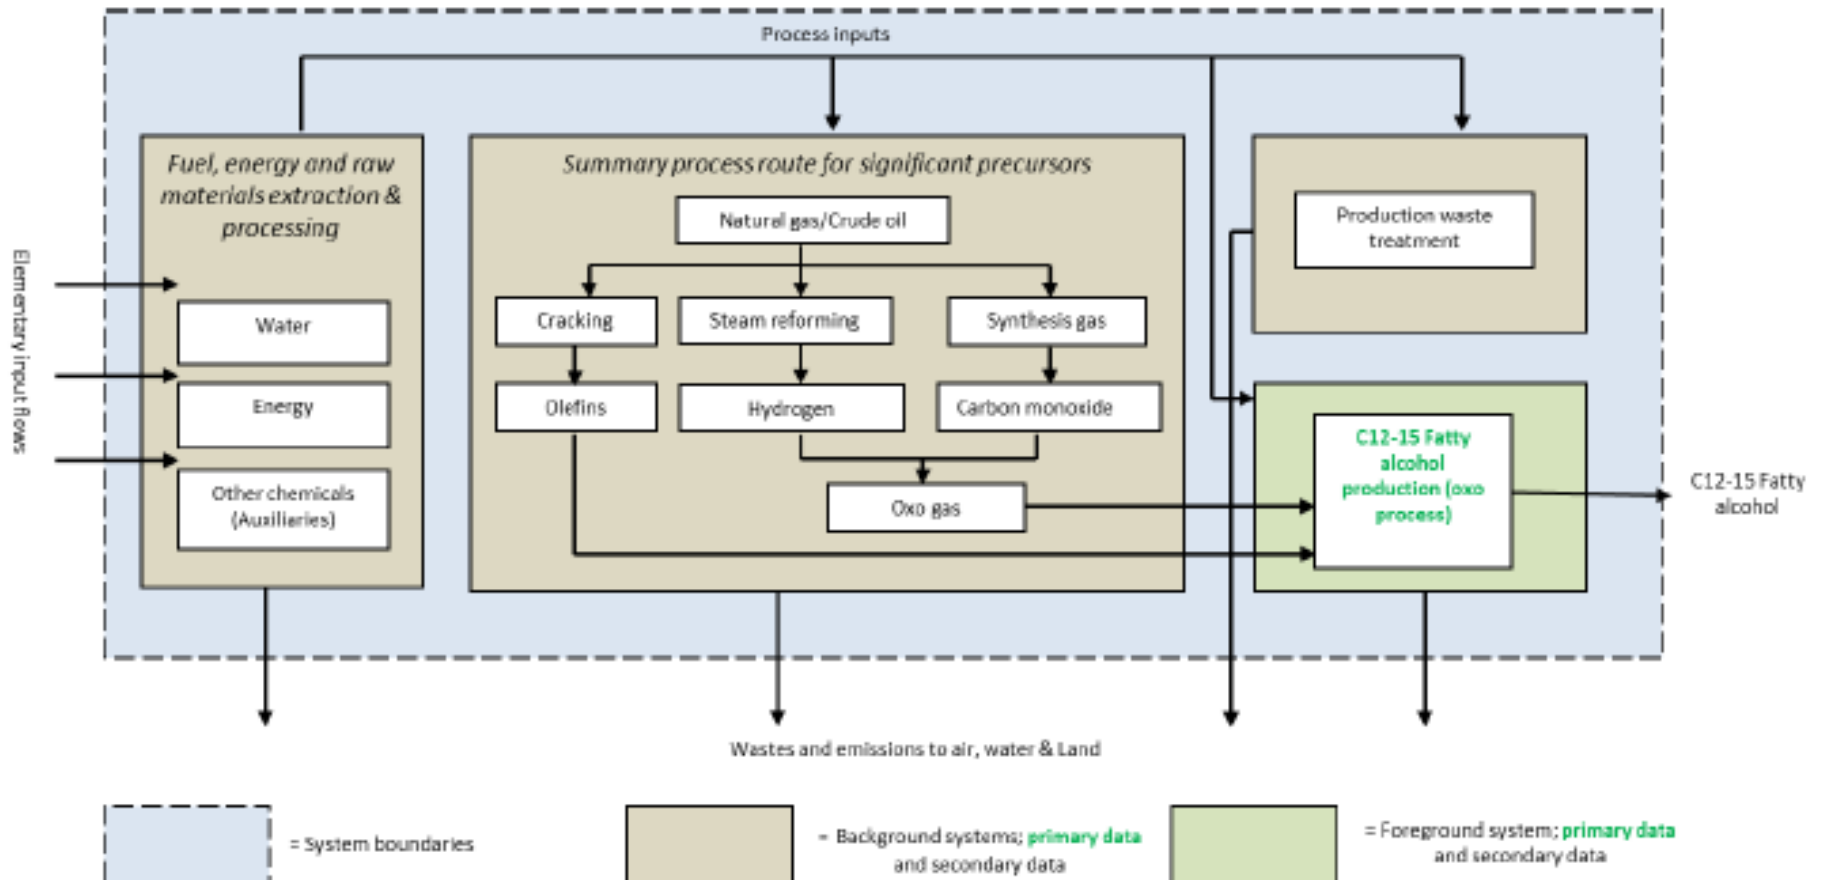 Process inputs
Fuel, energy and raw
materials extraction &
processing
Summary process route for significant precursors
Natural gas/Crude oil
Production waste
treatment
Elementary input flows
Water
Cracking
Steam reforming
Synthesis gas
Energy
Olefins
Hydrogen
Carbon monoxide
C12-15 Fatty
alcohol
production (oxo
process)
Other chemicals
(Auxiliaries)
Oxo gas
C12-15 Fatty
alcohol
Wastes and emissions to air, water & Land
= System boundaries
= Background systems; primary data
and secondary data
= Foreground system; primary data
and secondary data